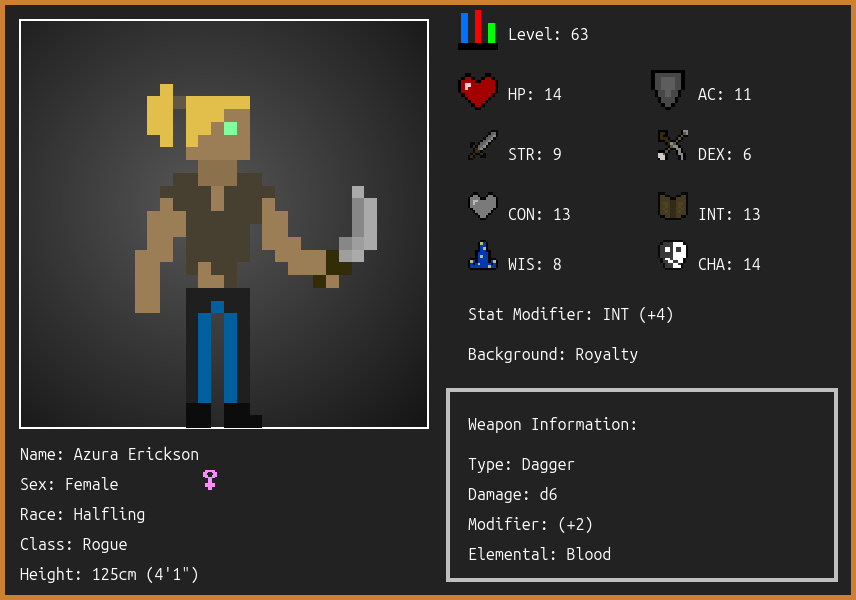 Level: 63
HP: 14
AC: 11
STR: 9
DEX: 6
CON: 13
INT: 13
WIS: 8
CHA: 14
Stat Modifier: INT (+4)
Background: Royalty
Weapon Information:
Type: Dagger
Damage: d6
Modifier: (+2)
Elemental: Blood
Name: Azura Erickson
Sex: Female
Race: Halfling
Class: Rogue
Height: 125cm (4'1")